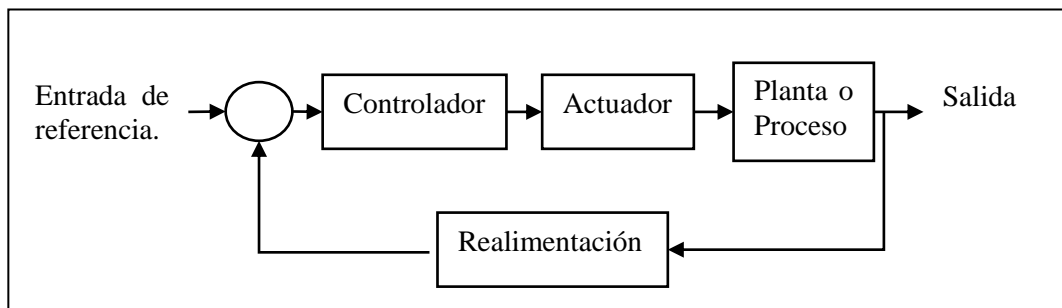 Entrada de
referencia.
Controlador
Actuador
Planta o
Proceso
Salida
Realimentación